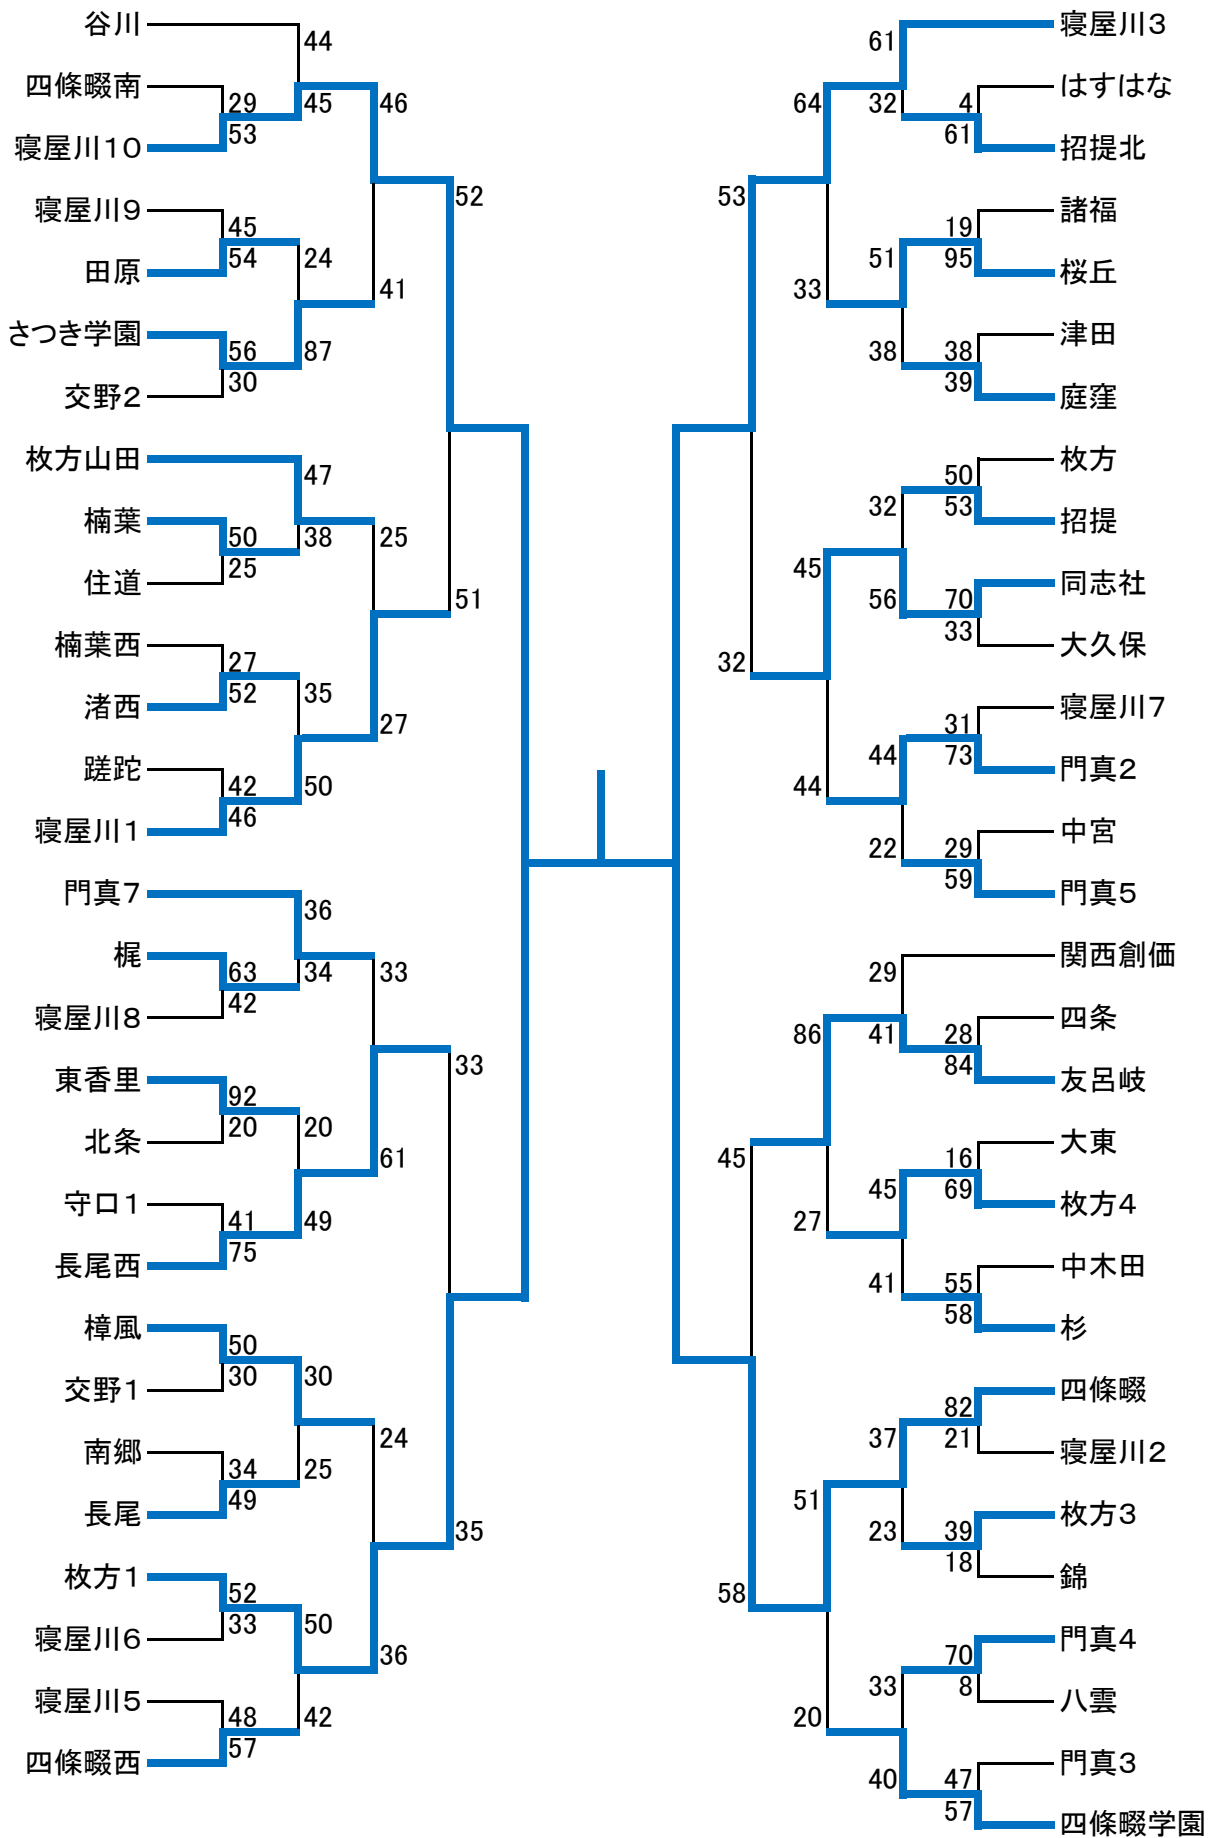 谷川
44
四條畷南
29
45
46
53
寝屋川10
52
寝屋川9
45
田原
54
24
41
さつき学園
56
87
30
交野2
枚方山田
47
楠葉
50
38
25
25
住道
51
楠葉西
27
52
35
渚西
27
蹉跎
42
50
46
寝屋川1
門真7
36
梶
63
34
33
42
寝屋川8
33
東香里
92
20
20
北条
61
守口1
41
49
75
長尾西
樟風
50
30
30
交野1
24
南郷
34
25
49
長尾
35
枚方1
52
33
50
寝屋川6
36
寝屋川5
48
42
57
四條畷西
61
寝屋川3
はすはな
64
32
4
61
招提北
53
諸福
19
51
95
桜丘
33
津田
38
38
39
庭窪
枚方
50
32
53
招提
45
同志社
56
70
33
大久保
32
寝屋川7
31
44
73
門真2
44
中宮
22
29
59
門真5
関西創価
29
四条
86
41
28
84
友呂岐
大東
45
16
45
69
枚方4
27
中木田
41
55
58
杉
四條畷
82
37
21
寝屋川2
51
枚方3
23
39
18
錦
58
門真4
70
33
8
八雲
20
門真3
40
47
57
四條畷学園